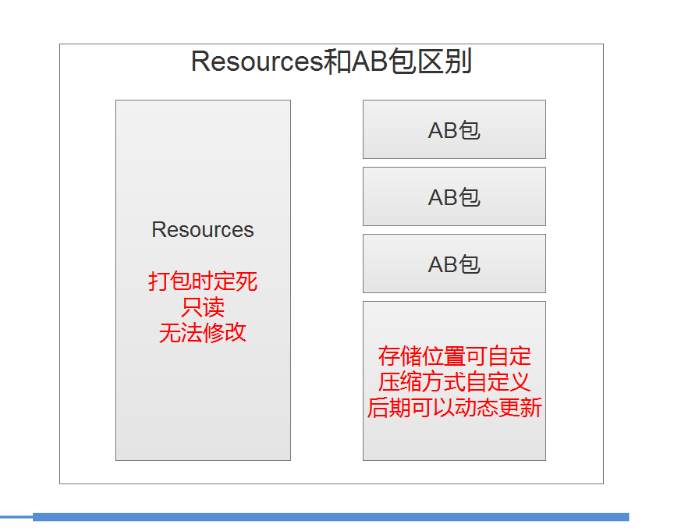 Resources和AB包区别
Resources
打包时定死
只读
无法修改
AB包
AB包
AB包
存储位置可自定
压缩方式自定义
后期可以动态更新